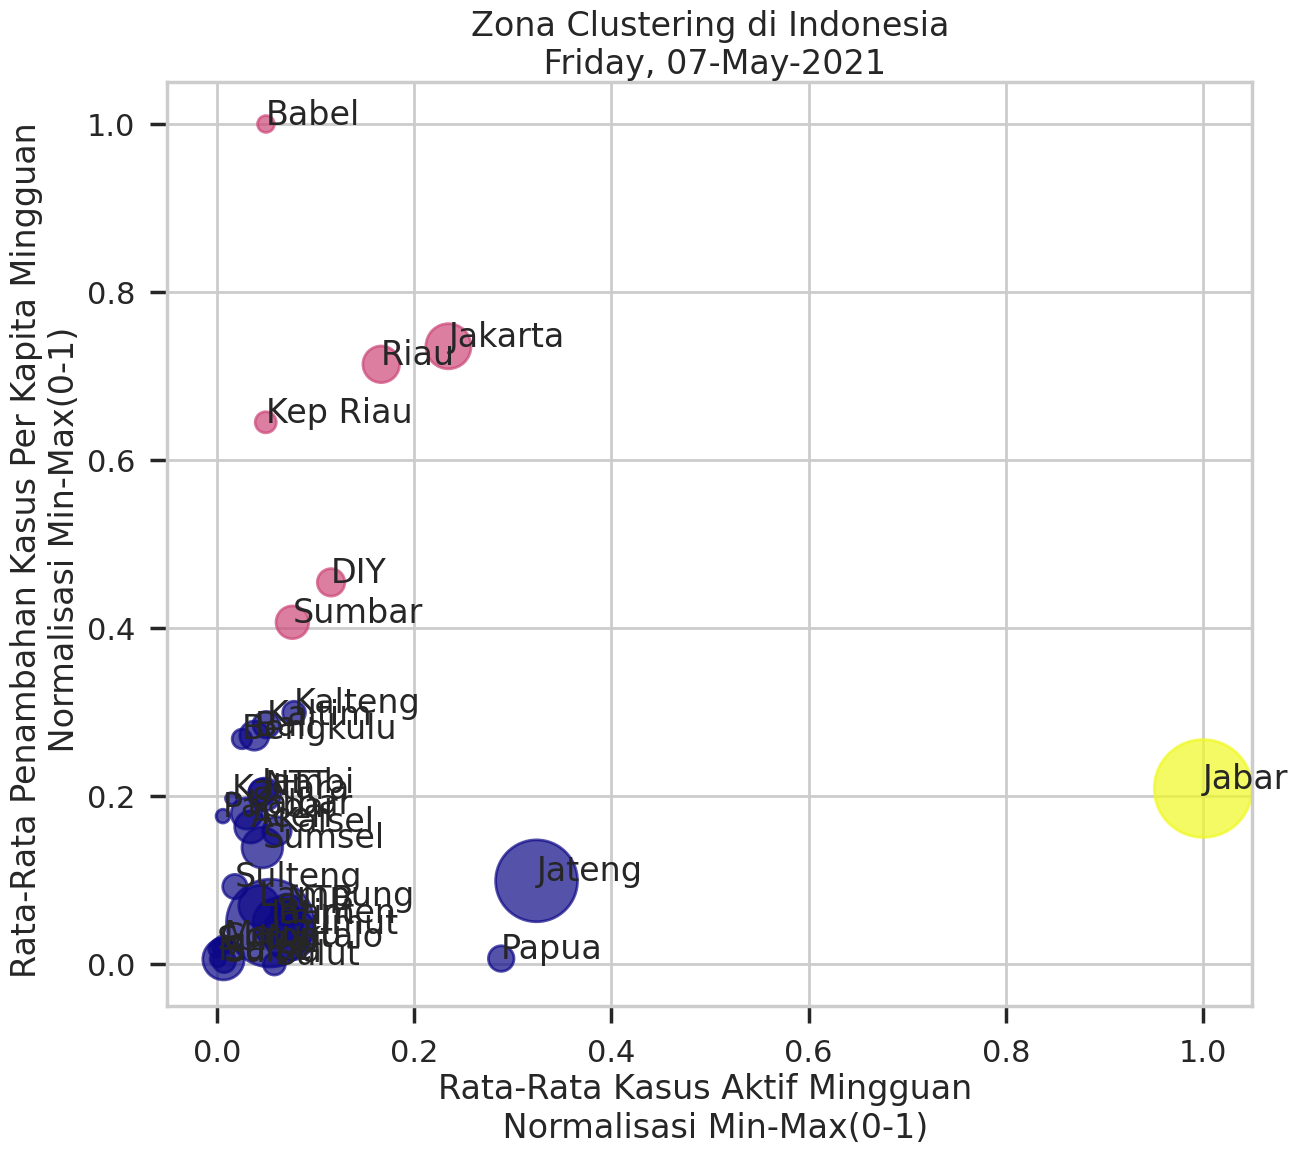 Zona Clustering di Indonesia
Friday, 07-May-2021
Rata-Rata Penambahan Kasus Per Kapita Mingguan
Normalisasi Min-Max(0-1)
1.0
0.8
0.6
0.4
0.2
0.0
Babel
Jakarta
Riau
Kep Riau
DIY
Sumbar
Kalteng
Kaltim
Bengkulu
Jabar
Jambi
Kalsel
Sumsel
Jateng
Sulteng
Lampung
Papua
0.0
0.2
0.4
0.6
0.8
1.0
Rata-Rata Kasus Aktif Mingguan
Normalisasi Min-Max(0-1)